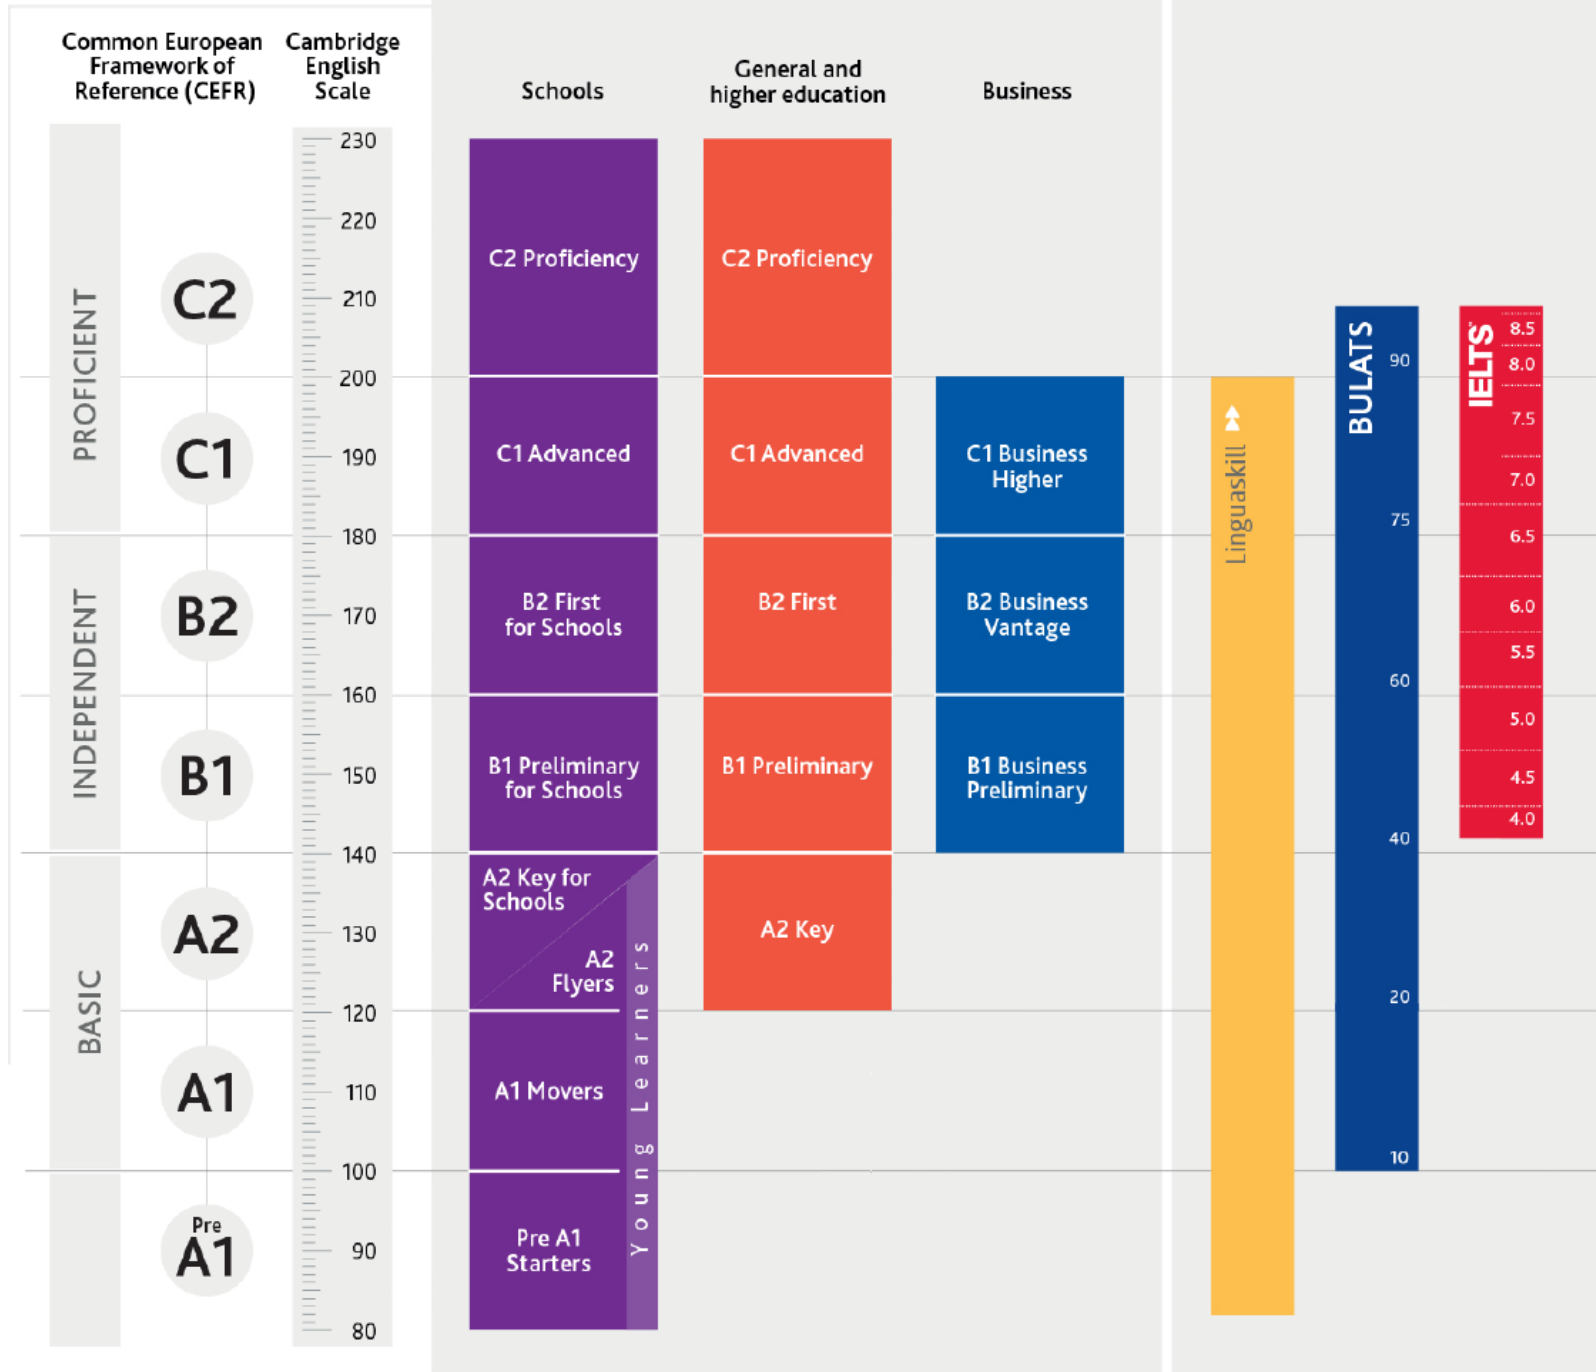 Common European
Framework of
Reference (CEFR)
Cambridge
English
Scale
Schools
General and
higher education
Business
PROFICIENT
INDEPENDENT
BASIC
C2
C1
B2
B1
A2
A1
Pre
A1
230
220
210
200
190
180
170
160
150
140
130
120
110
100
90
80
C2 Proficiency
C1 Advanced
B2 First
for Schools
B1 Preliminary
for Schools
A2 Key for
Schools
A2
Flyers
A1 Movers
Pre A1
Starters
Young Learners
C2 Proficiency
C1 Advanced
B2 First
B1 Preliminary
A2 Key
C1 Business
Higher
B2 Business
Vantage
B1 Business
Preliminary
Linguaskill
BULATS
90
75
60
40
20
10
IELTS
8.5
8.0
7.5
7.0
6.5
6.0
5.5
5.0
4.5
4.0